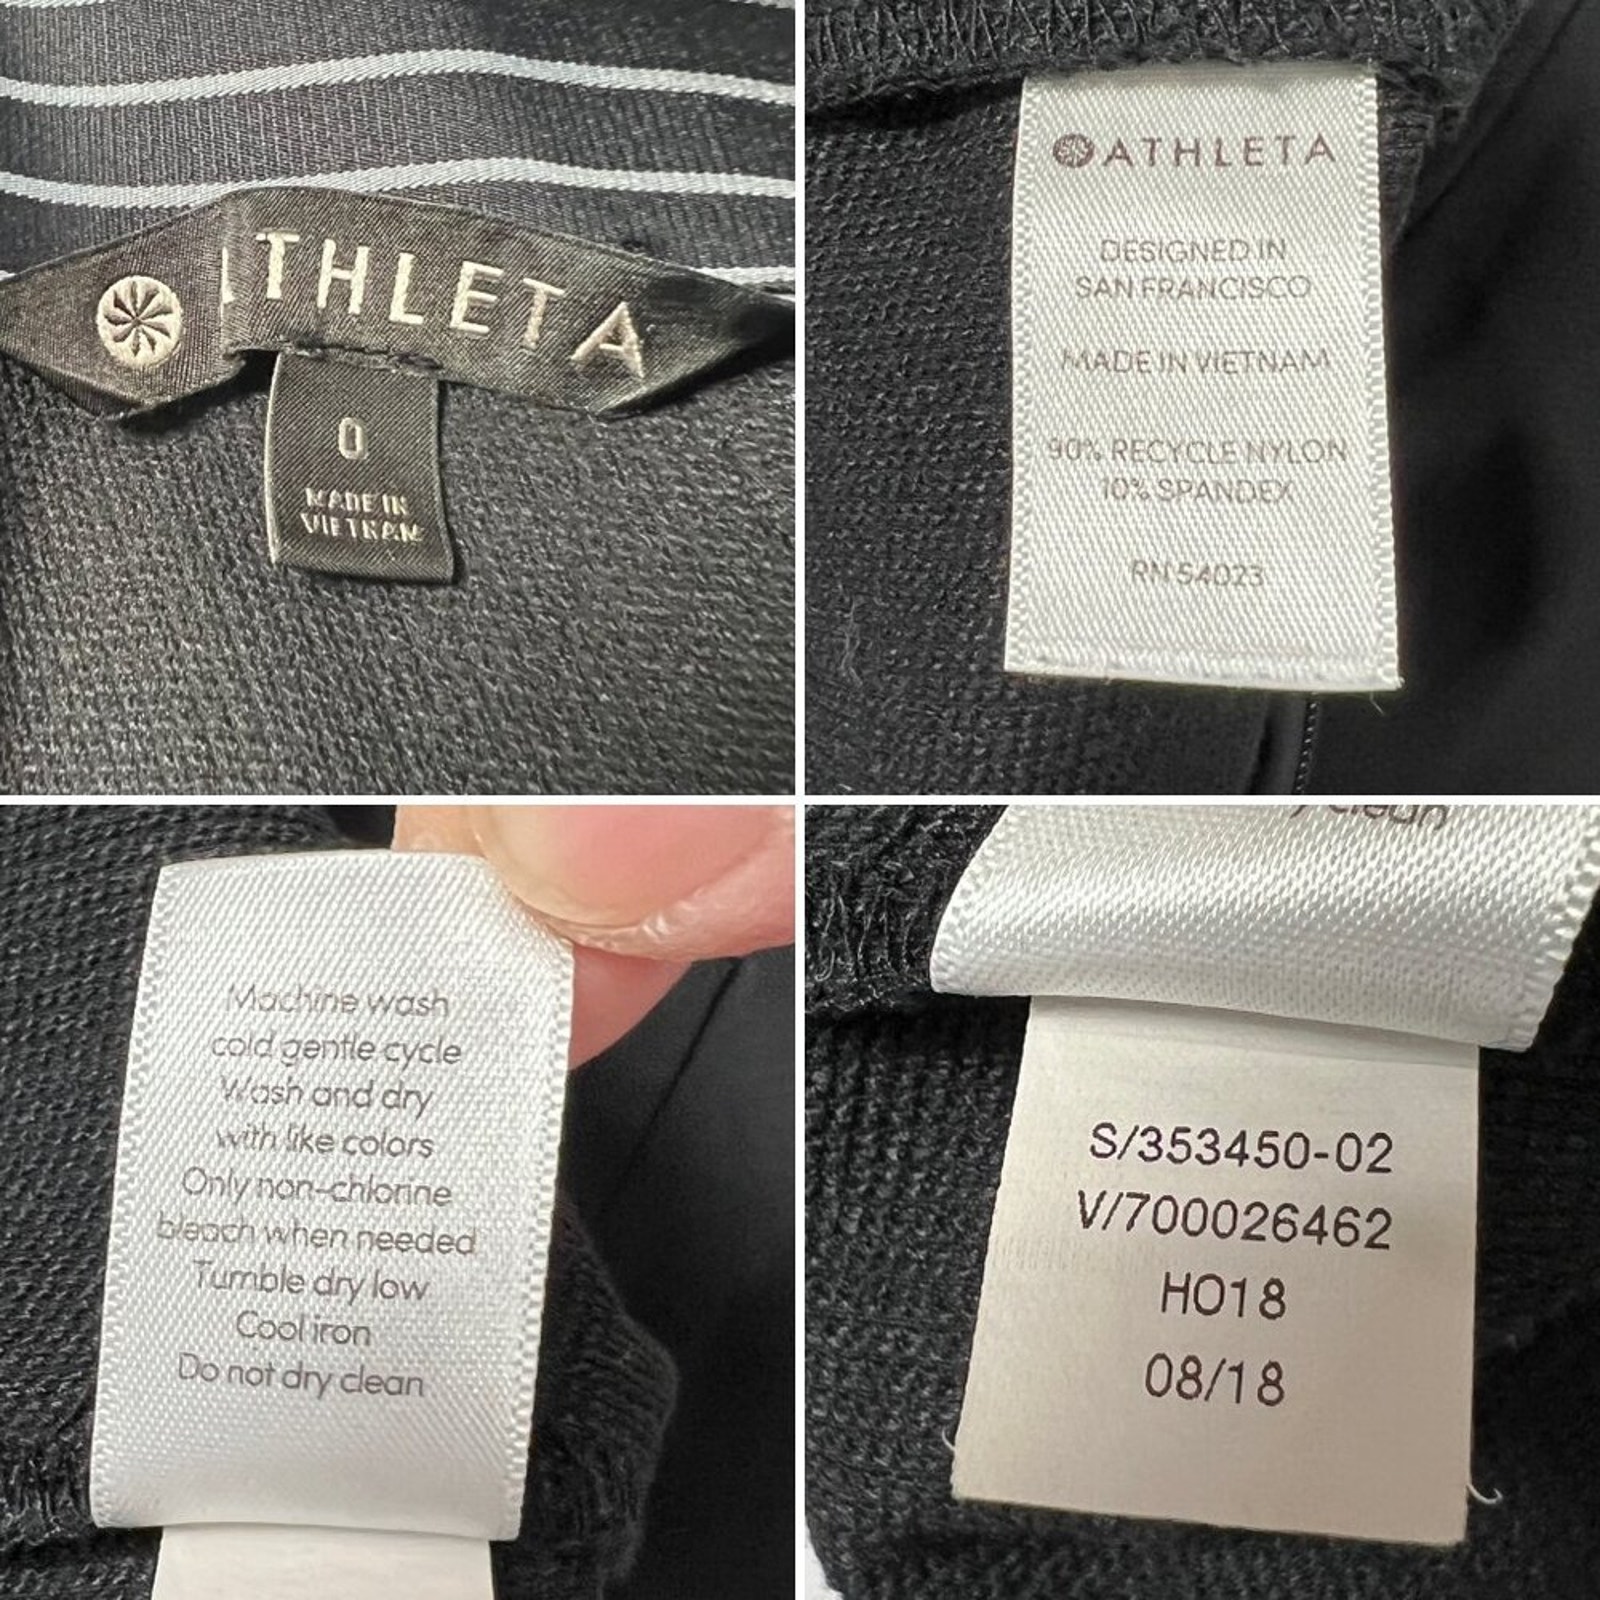 ATHLETA
0
MADE IN
VIETNAM
ATHLETA
DESIGNED IN
SAN FRANCISCO
MADE IN VIETNAM
90% RECYCLE NYLON
10% SPANDEX
RN 54023
Machine wash
cold gentle cycle
Wash and dry
with like colors
Only non-chlorine
bleach when needed
Tumble dry low
Cool iron
Do not dry clean
clean
S/353450-02
V/700026462
HO18
08/18